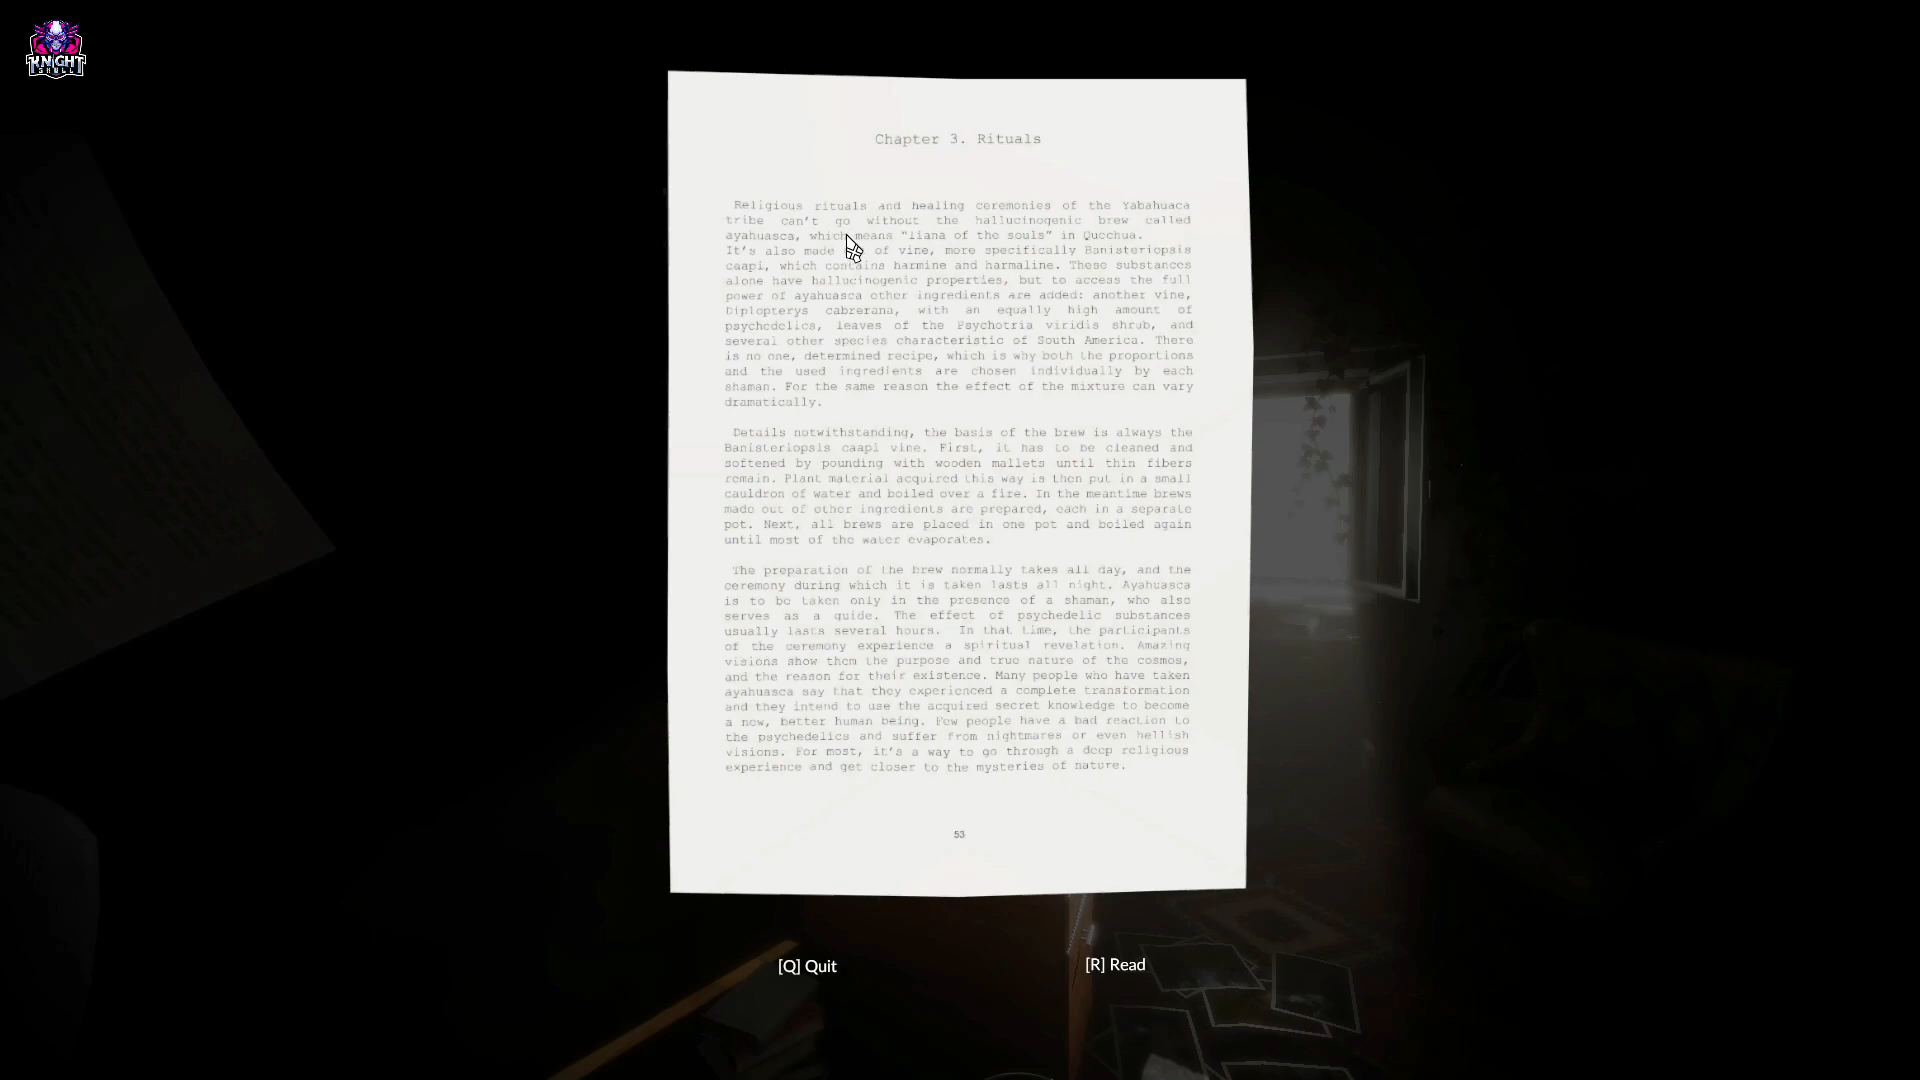 KNIGHT
SKULL
Chapter 3. Rituals
Religious rituals and healing ceremonies of the Yabahuaca
tribe can't go without the hallucinogenic brew called
ayahuasca, which means "liana of the souls" in Quechua.
It's also made of vine, more specifically Banisteriopsis
caapi, which contains harmine and harmaline. These substances
alone have hallucinogenic properties, but to access the full
power of ayahuasca other ingredients are added: another vine,
Diplopterys cabrerana, with an equally high amount of
psychedelics, leaves of the Psychotria viridis shrub, and
several other species characteristic of South America. There
is no one, determined recipe, which is why both the proportions
and the used ingredients are chosen individually by each
shaman. For the same reason the effect of the mixture can vary
dramatically.
Details notwithstanding, the basis of the brew is always the
Banisteriopsis caapi vine. First, it has to be cleaned and
softened by pounding with wooden mallets until thin fibers
remain. Plant material acquired this way is then put in a small
cauldron of water and boiled over a fire. In the meantime brews
made out of other ingredients are prepared, each in a separate
pot. Next, all brews are placed in one pot and boiled again
until most of the water evaporates.
The preparation of the brew normally takes all day, and the
ceremony during which it is taken lasts all night. Ayahuasca
is to be taken only in the presence of a shaman, who also
serves as a guide. The effect of psychedelic substances
usually lasts several hours. In that time, the participants
of the ceremony experience a spiritual revelation. Amazing
visions show them the purpose and true nature of the cosmos,
and the reason for their existence. Many people who have taken
ayahuasca say that they experienced a complete transformation
and they intend to use the acquired secret knowledge to become
a new, better human being. Few people have a bad reaction to
the psychedelics and suffer from nightmares or even hellish
visions. For most, it's a way to go through a deep religious
experience and get closer to the mysteries of nature.
53
[Q] Quit
[R] Read